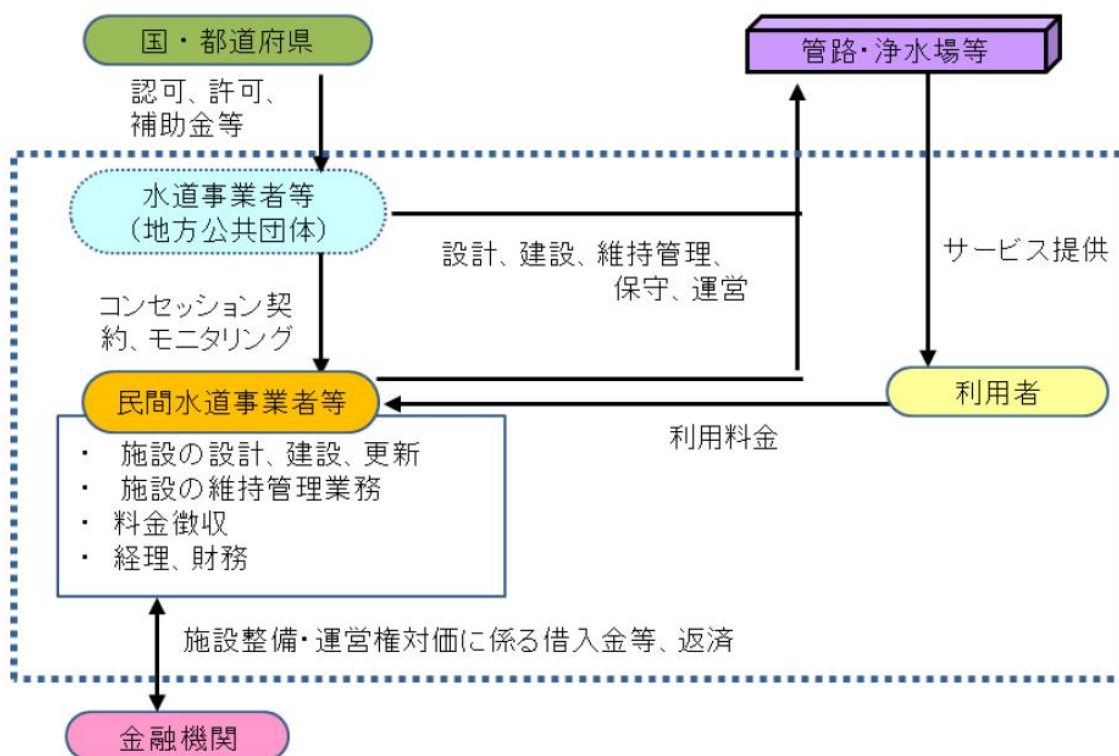 国・都道府県
管路・浄水場等
認可、許可、
補助金等
水道事業者等
（地方公共団体）
設計、建設、維持管理、
保守、運営
サービス提供
コンセッション契
約、モニタリング
民間水道事業者等
利用者
利用料金
・ 施設の設計、建設、更新
・ 施設の維持管理業務
・ 料金徴収
・ 経理、財務
施設整備・運営権対価に係る借入金等、返済
金融機関